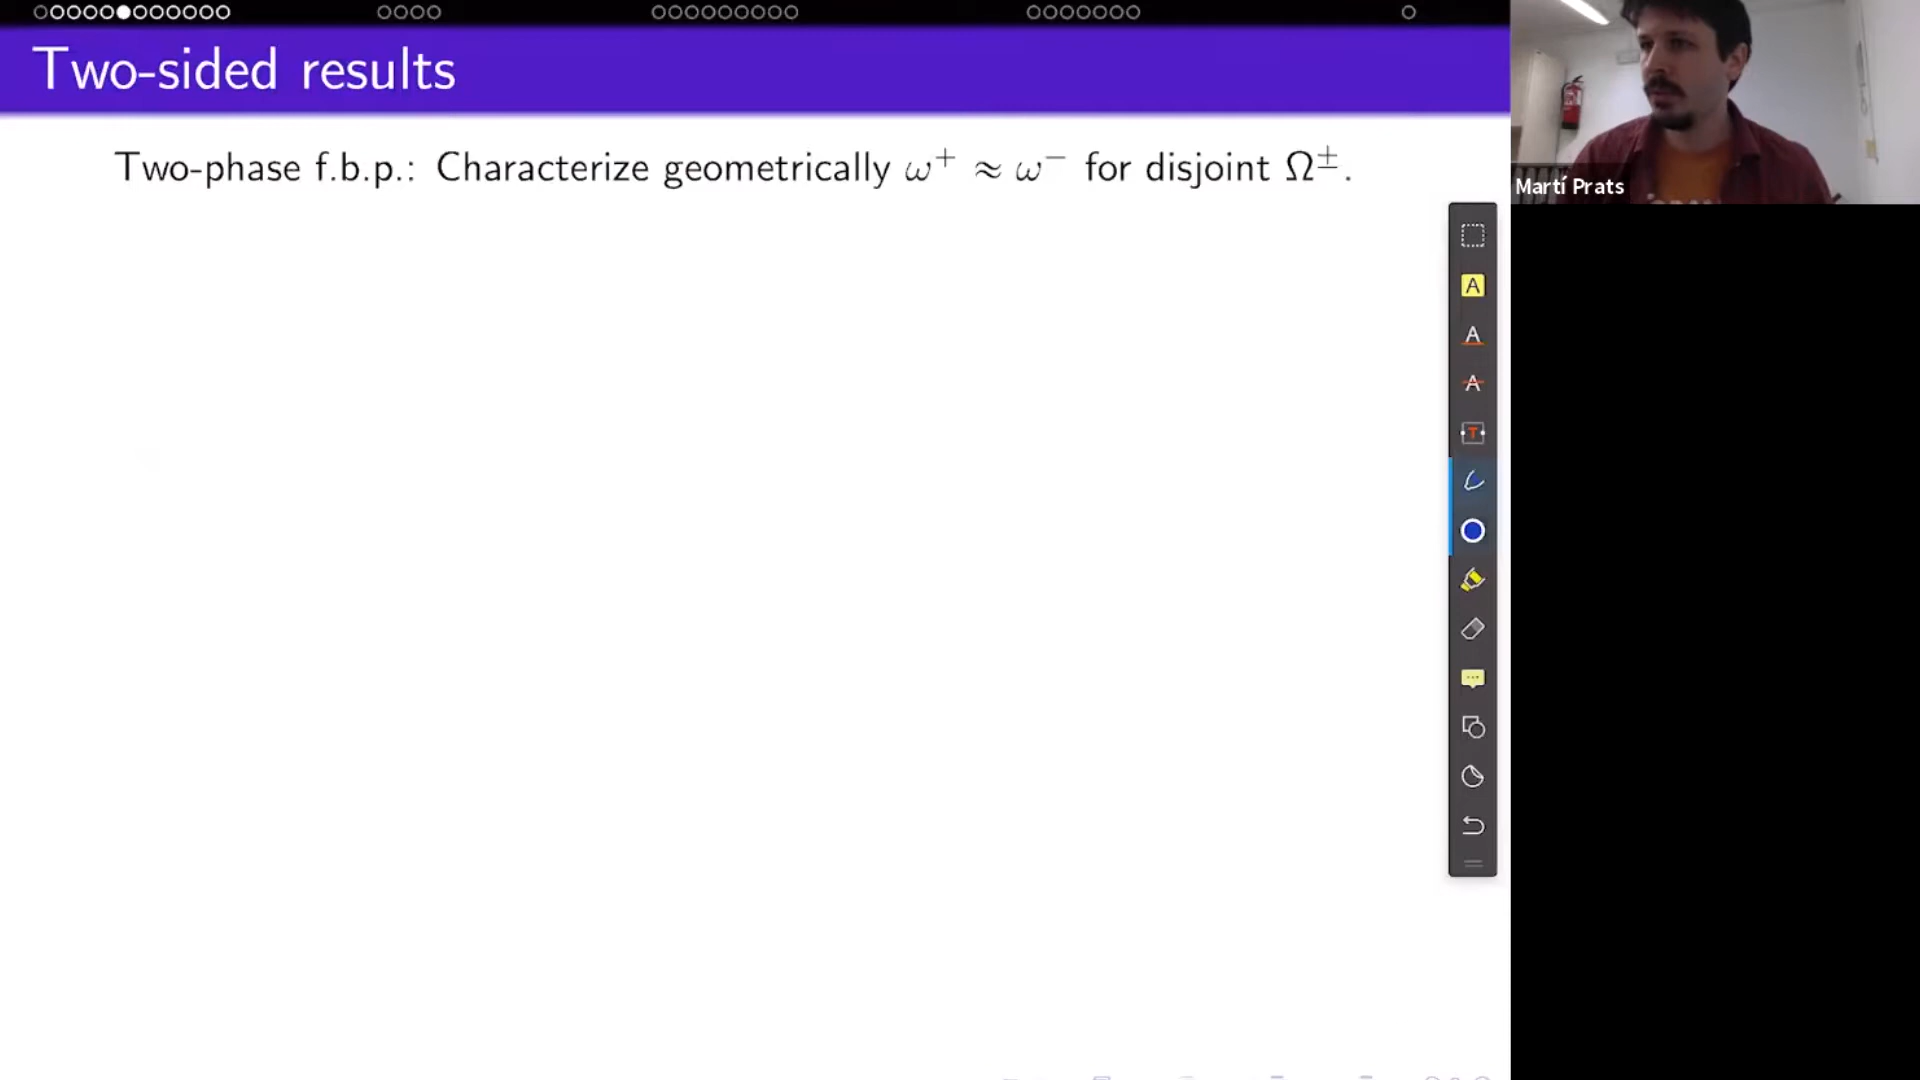 Two-sided results
Two-phase f.b.p.: Characterize geometrically ω⁺ ≈ ω⁻ for disjoint Ω^±.
Martí Prats
A
A
A
T